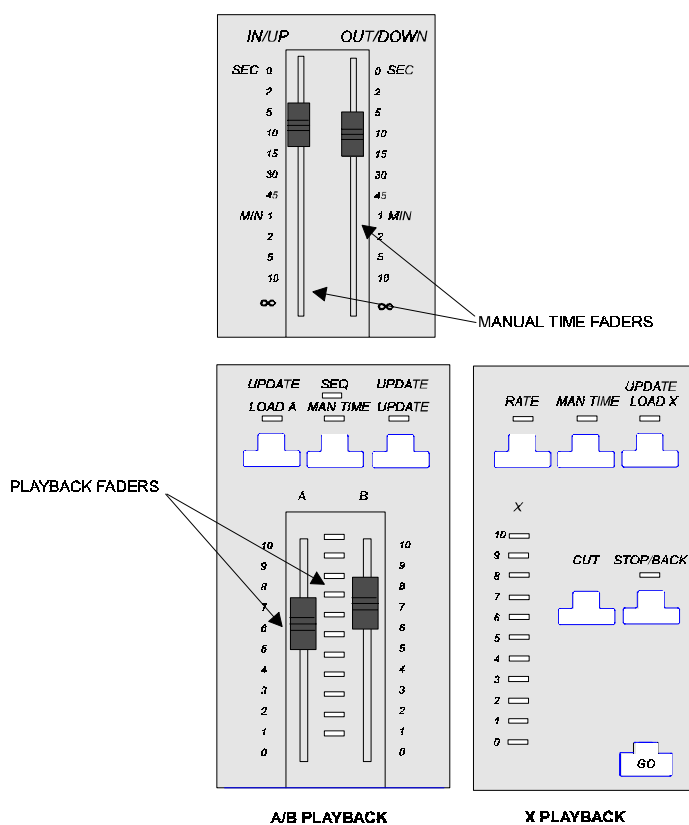 IN/UP OUT/DOWN
SEC 0 0 SEC
2 2
5 5
10 10
15 15
30 30
45 45
MIN 1 1 MIN
2 2
5 5
10 10
∞ ∞
MANUAL TIME FADERS
UPDATE SEQ UPDATE
LOAD A MAN TIME UPDATE
A B
PLAYBACK FADERS
10 10
9 9
8 8
7 7
6 6
5 5
4 4
3 3
2 2
1 1
0 0
A/B PLAYBACK
UPDATE
RATE MAN TIME LOAD X
X
10
9
8
7
6
5
4
3
2
1
0
CUT STOP/BACK
GO
X PLAYBACK